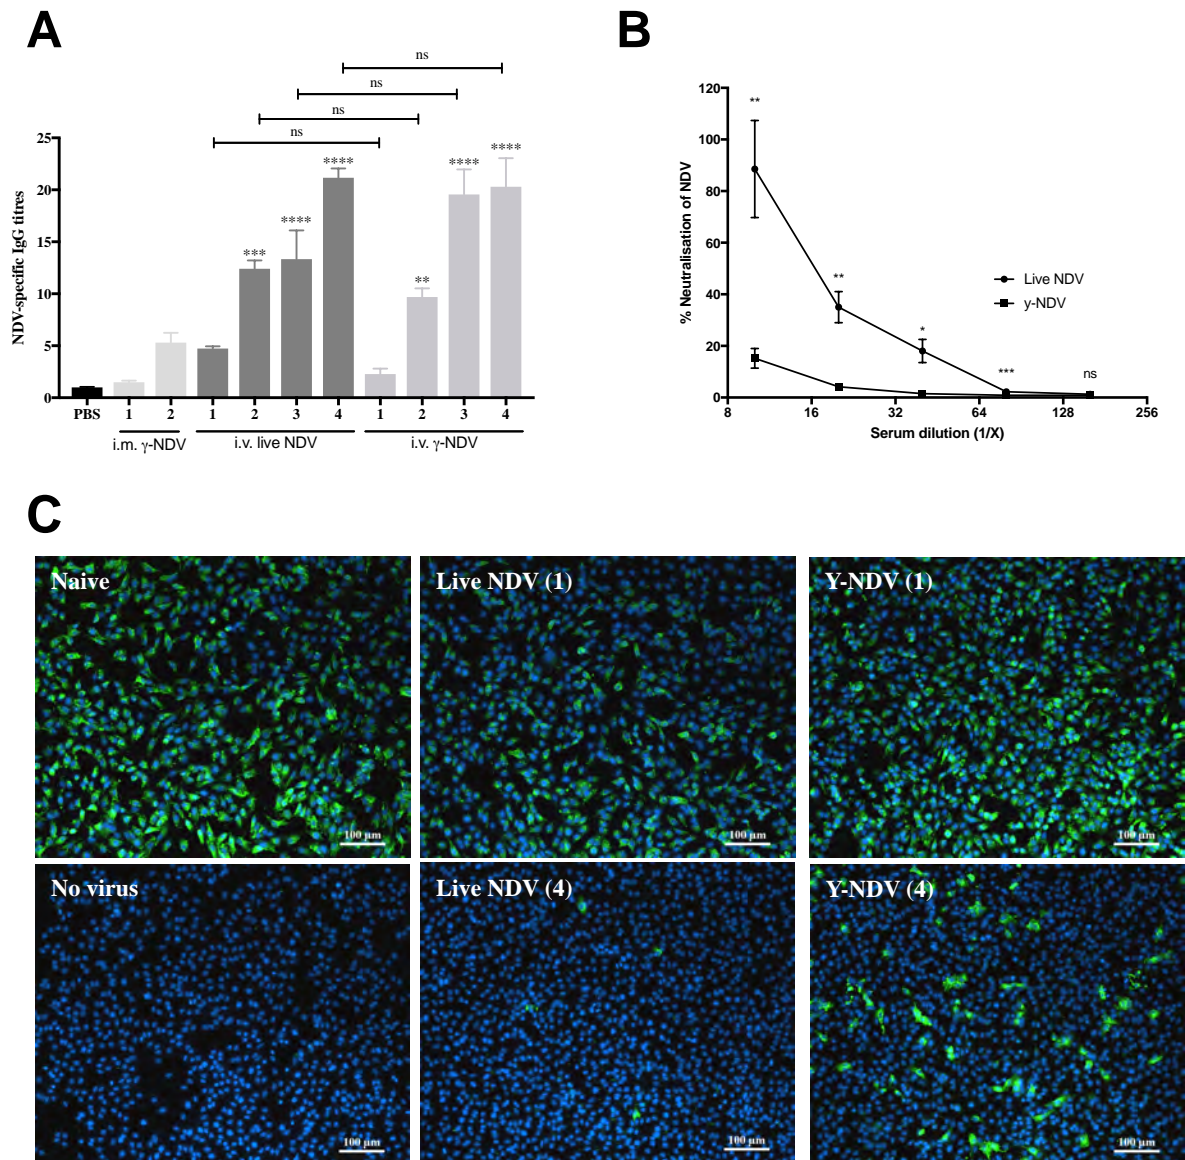 A
B
ns
ns
ns
ns
NDV-specific IgG titres
25
20
15
10
5
0
***
****
****
**
****
****
PBS
1
2
1
2
3
4
1
2
3
4
i.m. γ-NDV
i.v. live NDV
i.v. γ-NDV
% Neutralisation of NDV
120
100
80
60
40
20
0
**
**
*
***
ns
Live NDV
y-NDV
8
16
32
64
128
256
Serum dilution (1/X)
C
Naive
100 µm
Live NDV (1)
100 µm
Y-NDV (1)
100 µm
No virus
100 µm
Live NDV (4)
100 µm
Y-NDV (4)
100 µm